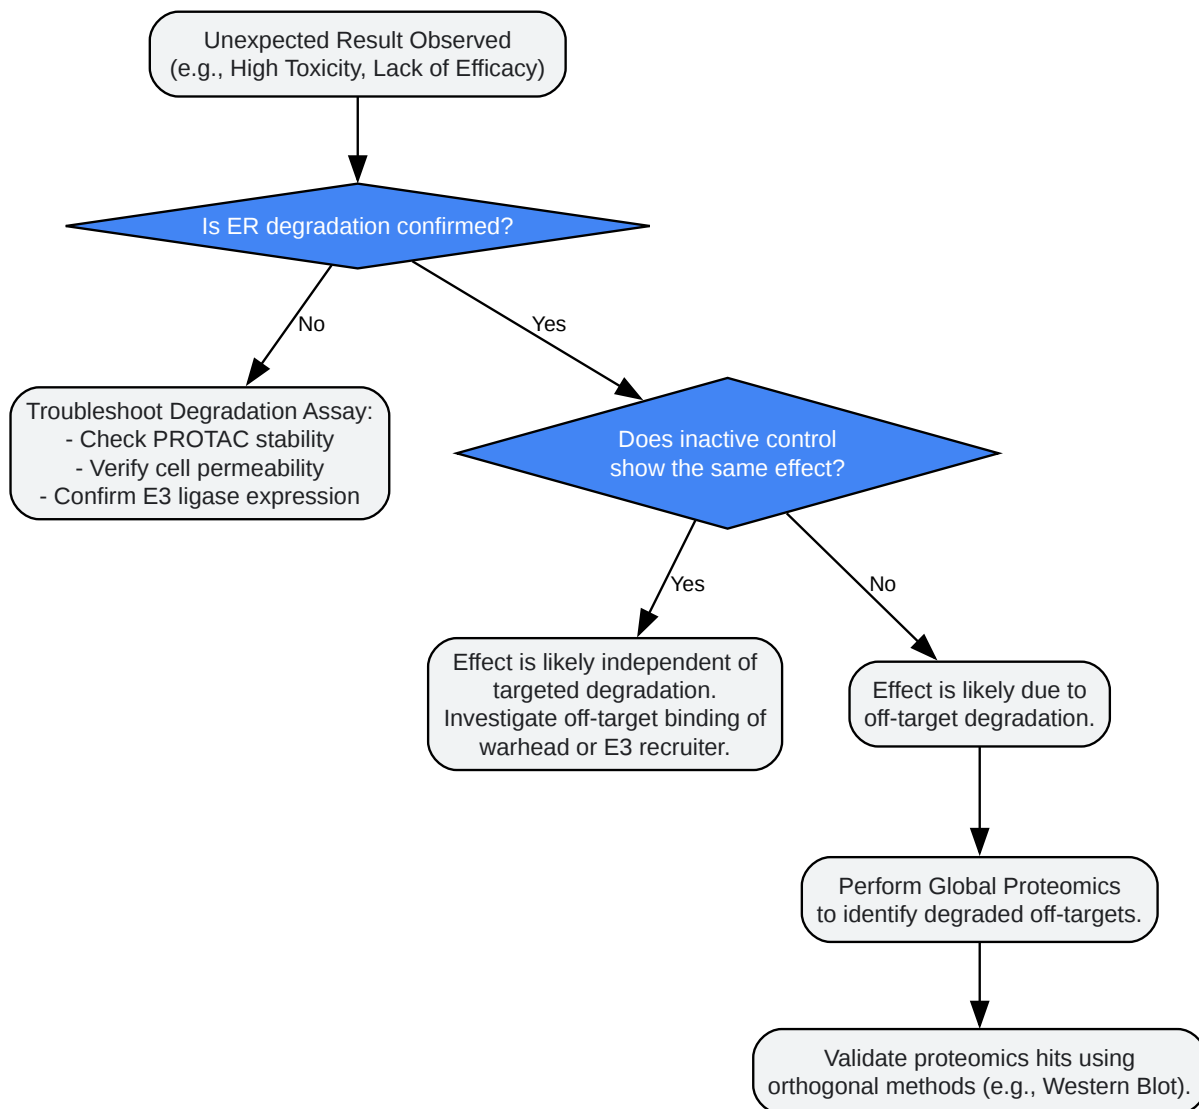 Unexpected Result Observed
(e.g., High Toxicity, Lack of Efficacy)
Is ER degradation confirmed?
No
Yes
Troubleshoot Degradation Assay:
- Check PROTAC stability
- Verify cell permeability
- Confirm E3 ligase expression
Does inactive control
show the same effect?
Yes
No
Effect is likely independent of
targeted degradation.
Investigate off-target binding of
warhead or E3 recruiter.
Effect is likely due to
off-target degradation.
Perform Global Proteomics
to identify degraded off-targets.
Validate proteomics hits using
orthogonal methods (e.g., Western Blot).